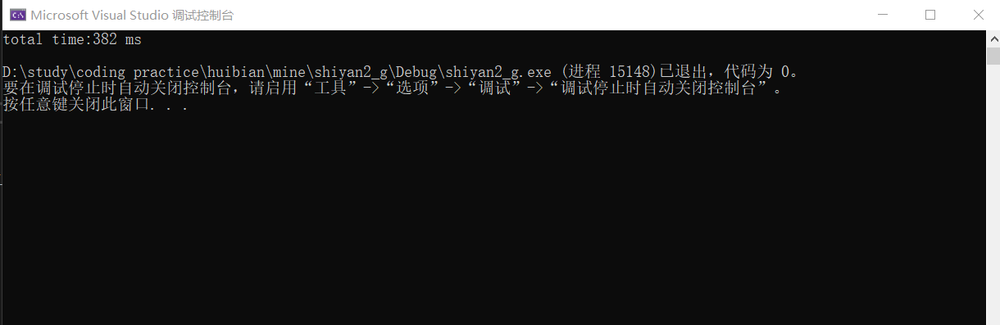 Microsoft Visual Studio 调试控制台
total time:382 ms
D:\study\coding practice\huibian\mine\shiyan2_g\Debug\shiyan2_g.exe (进程 15148)已退出，代码为 0。
要在调试停止时自动关闭控制台，请启用“工具”->“选项”->“调试”->“调试停止时自动关闭控制台”。
按任意键关闭此窗口. . .